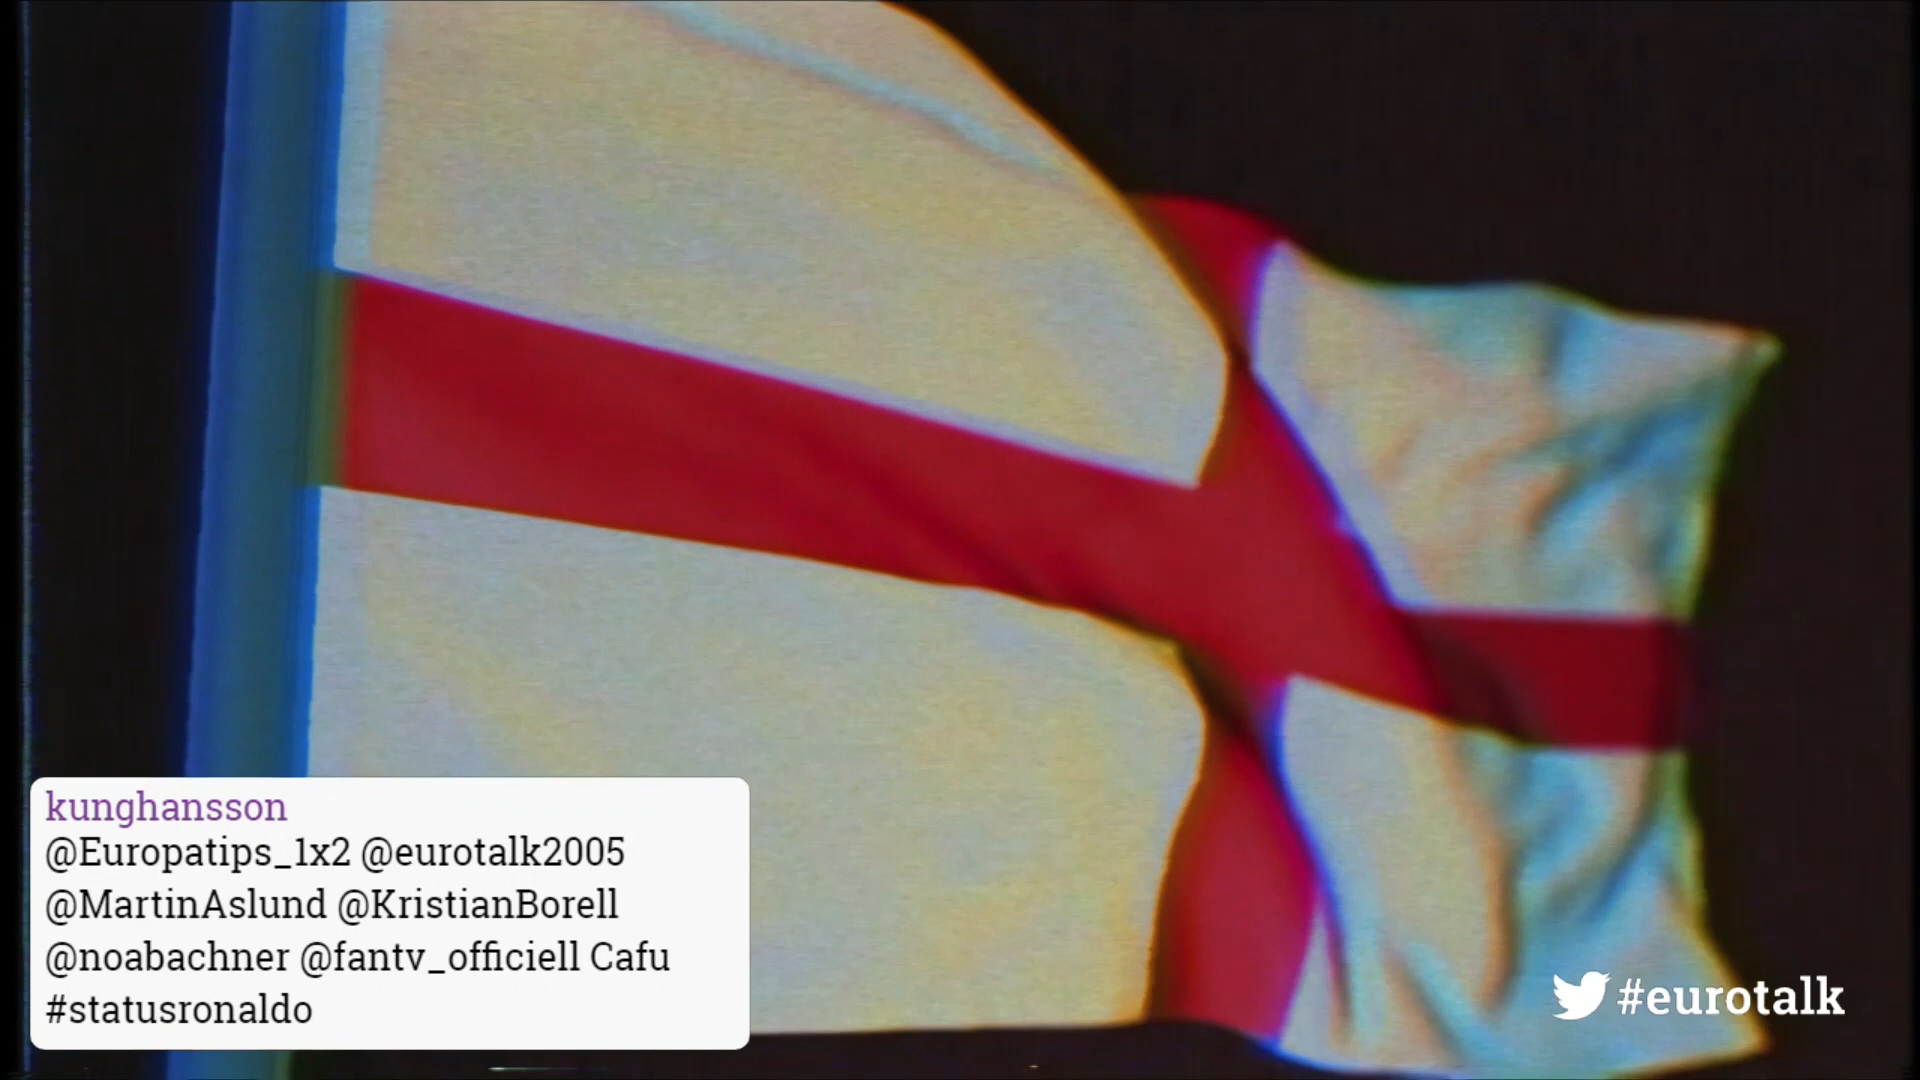 kunghansson
@Europatips_1x2 @eurotalk2005
@MartinAslund @KristianBorell
@noabachner @fantv_officiell Cafu
#statusronaldo
#eurotalk